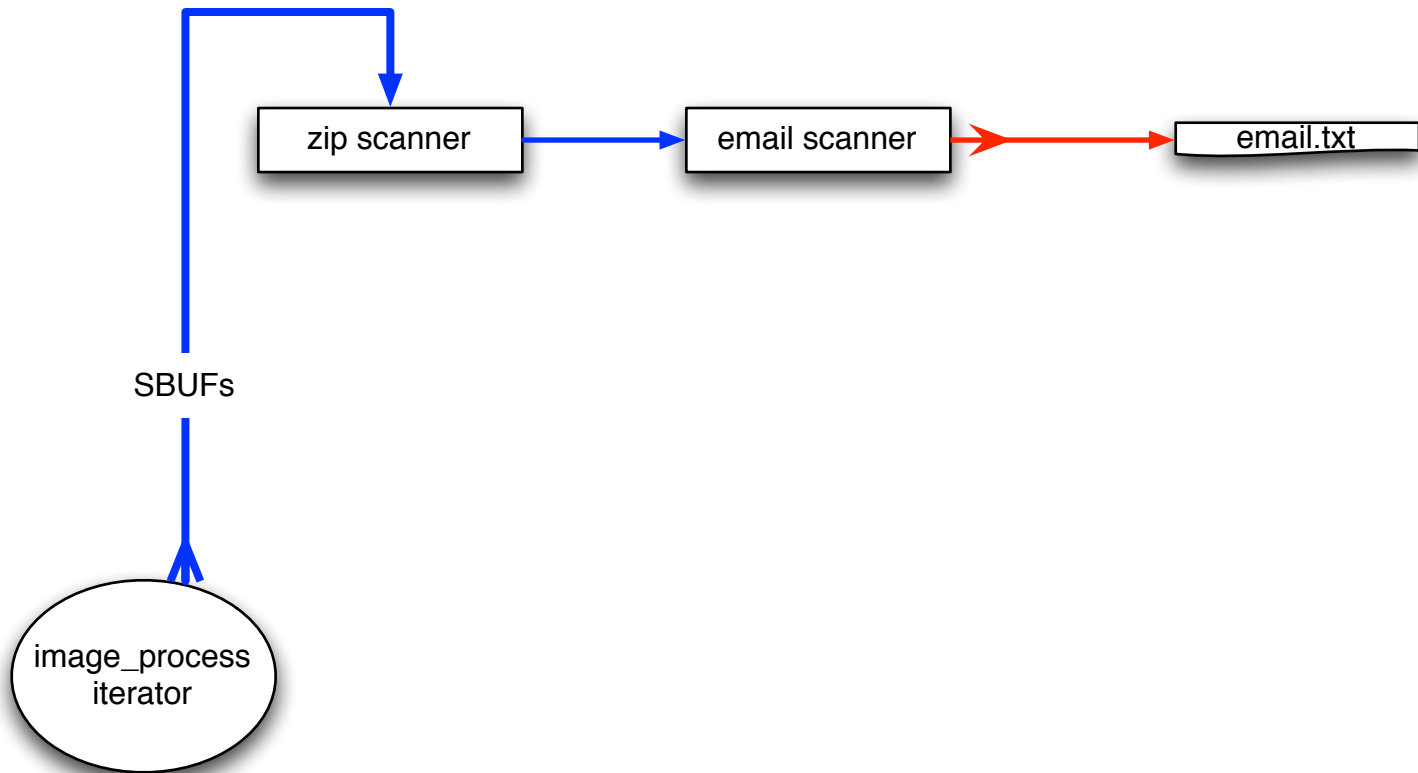 zip scanner
email scanner
email.txt
SBUFs
image_process
iterator